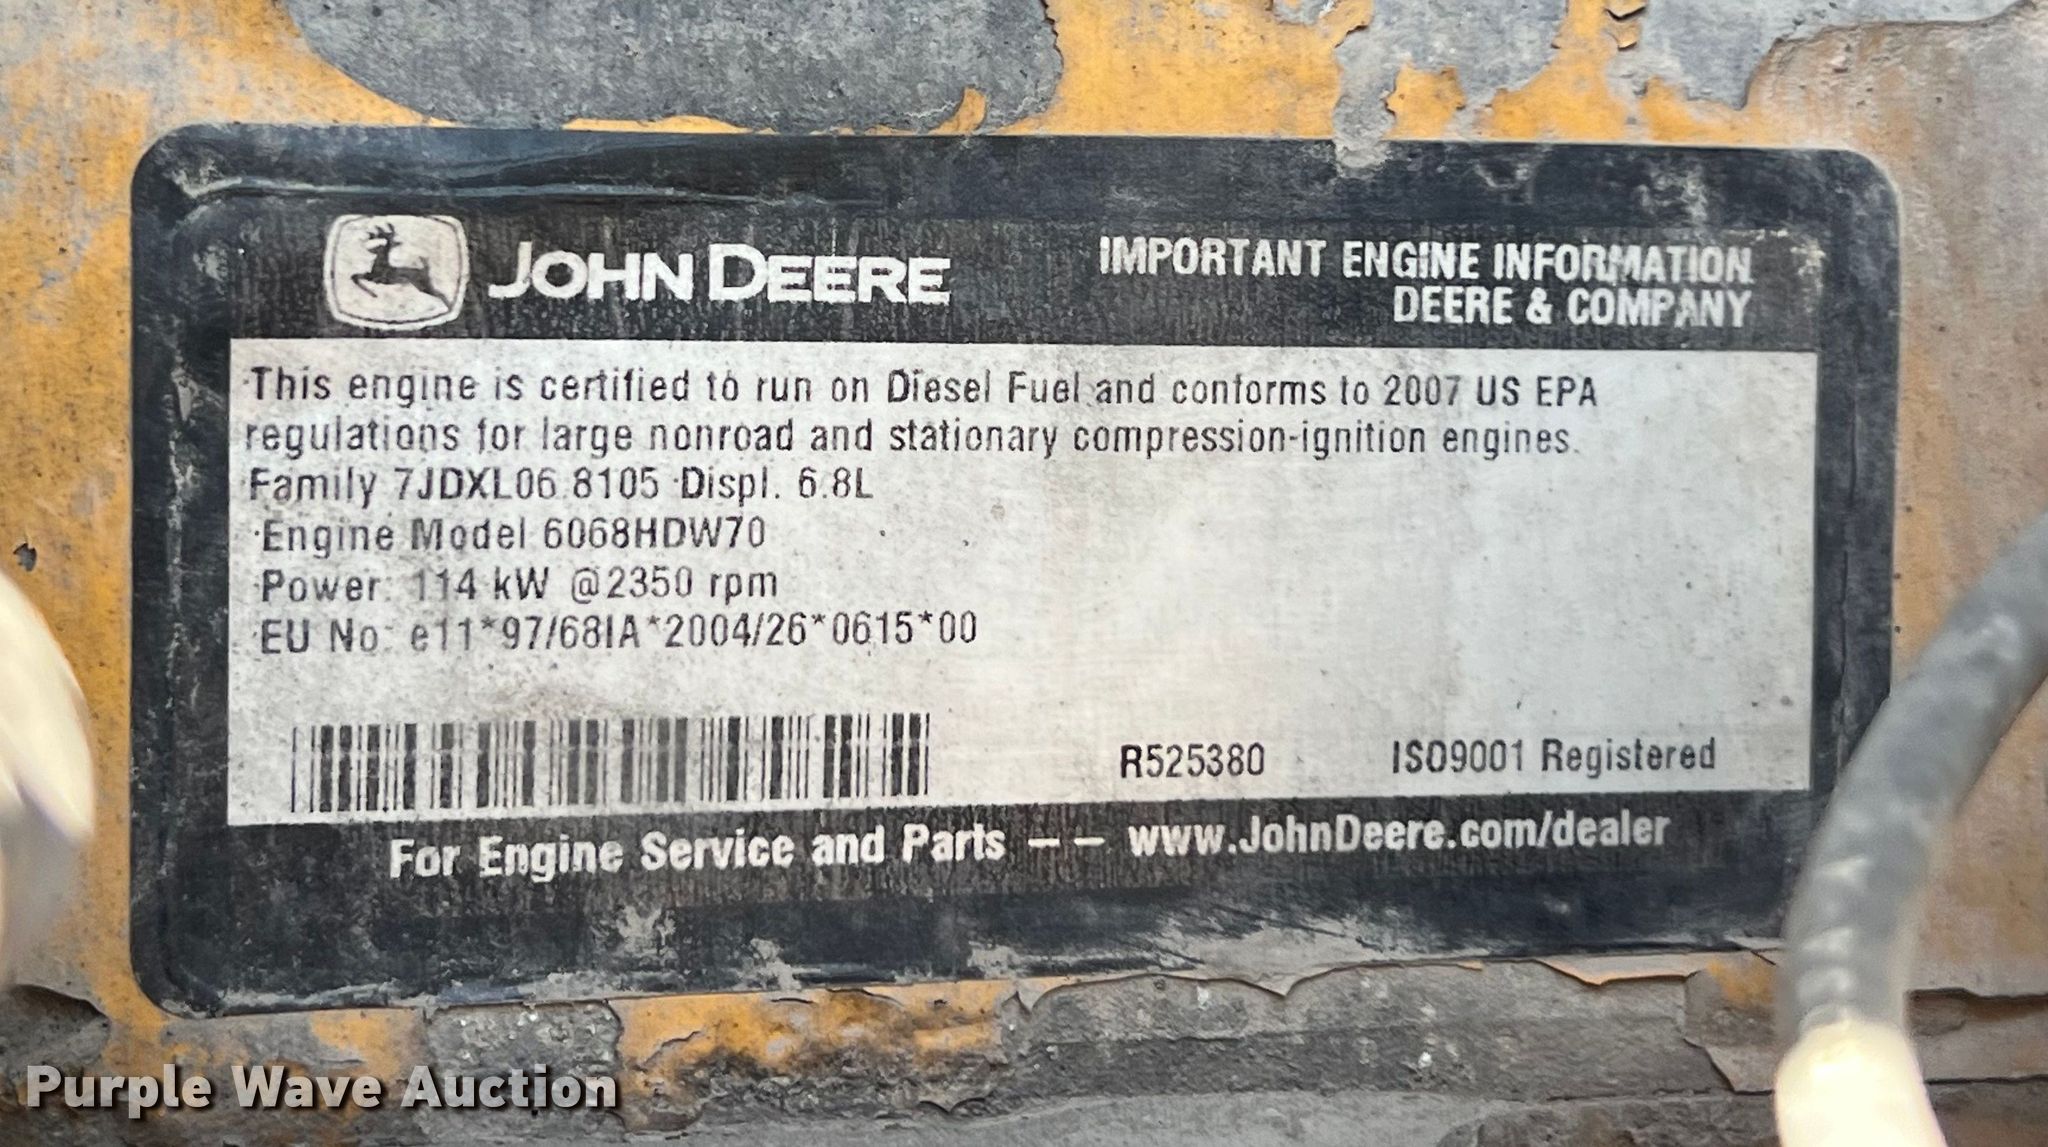 JOHN DEERE
IMPORTANT ENGINE INFORMATION
DEERE & COMPANY
This engine is certified to run on Diesel Fuel and conforms to 2007 US EPA
regulations for large nonroad and stationary compression-ignition engines.
Family 7JDXL06.8105 Displ. 6.8L
Engine Model 6068HDW70
Power: 114 kW @2350 rpm
EU No: e11*97/68IA*2004/26*0615*00
R525380 ISO9001 Registered
For Engine Service and Parts -- www.JohnDeere.com/dealer
Purple Wave Auction